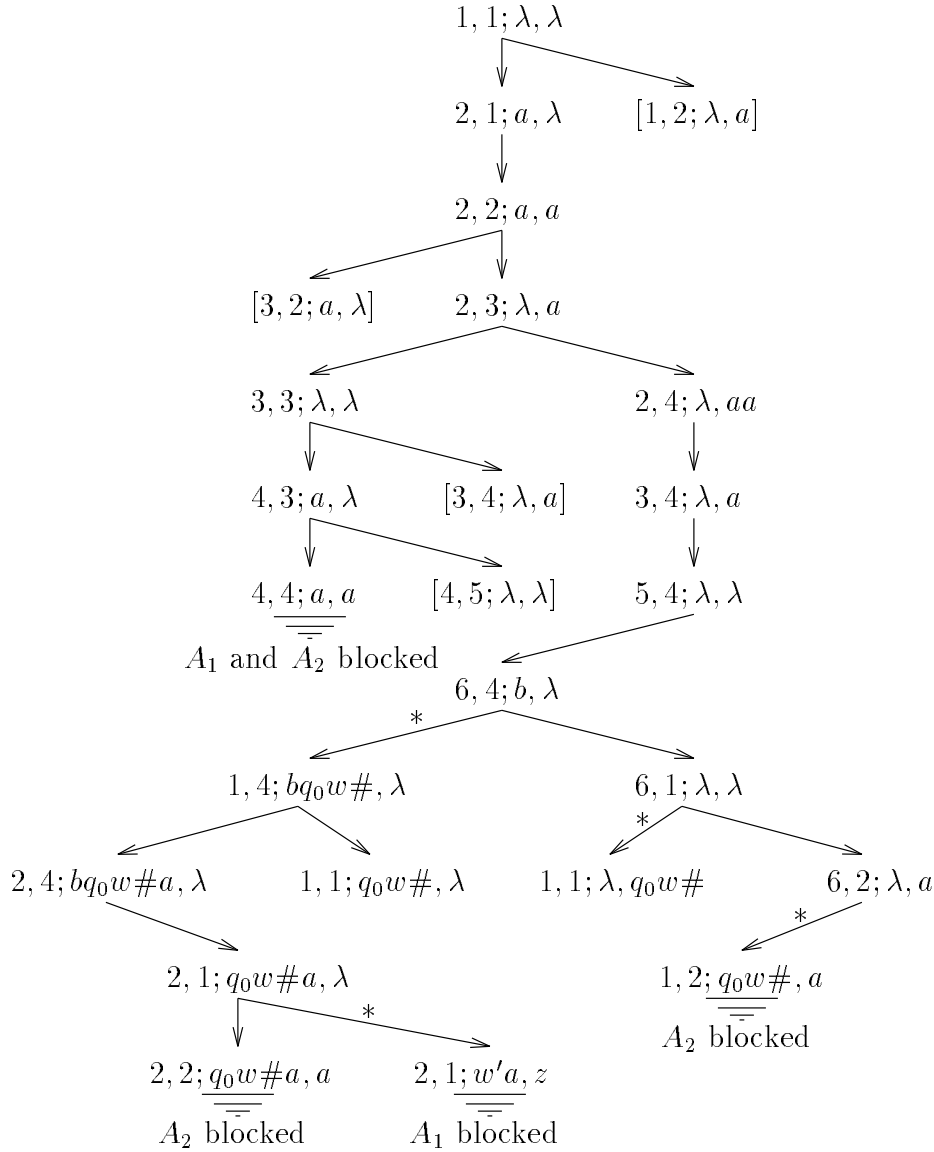 1, 1; λ, λ
2, 1; a, λ [1, 2; λ, a]
2, 2; a, a
[3, 2; a, λ] 2, 3; λ, a
3, 3; λ, λ 2, 4; λ, aa
4, 3; a, λ [3, 4; λ, a] 3, 4; λ, a
4, 4; a, a [4, 5; λ, λ] 5, 4; λ, λ
A₁ and A₂ blocked
6, 4; b, λ
*
1, 4; bq₀w#, λ 6, 1; λ, λ
*
2, 4; bq₀w#a, λ 1, 1; q₀w#, λ 1, 1; λ, q₀w# 6, 2; λ, a
*
2, 1; q₀w#a, λ 1, 2; q₀w#, a
*
A₂ blocked
2, 2; q₀w#a, a 2, 1; w′a, z
A₂ blocked A₁ blocked